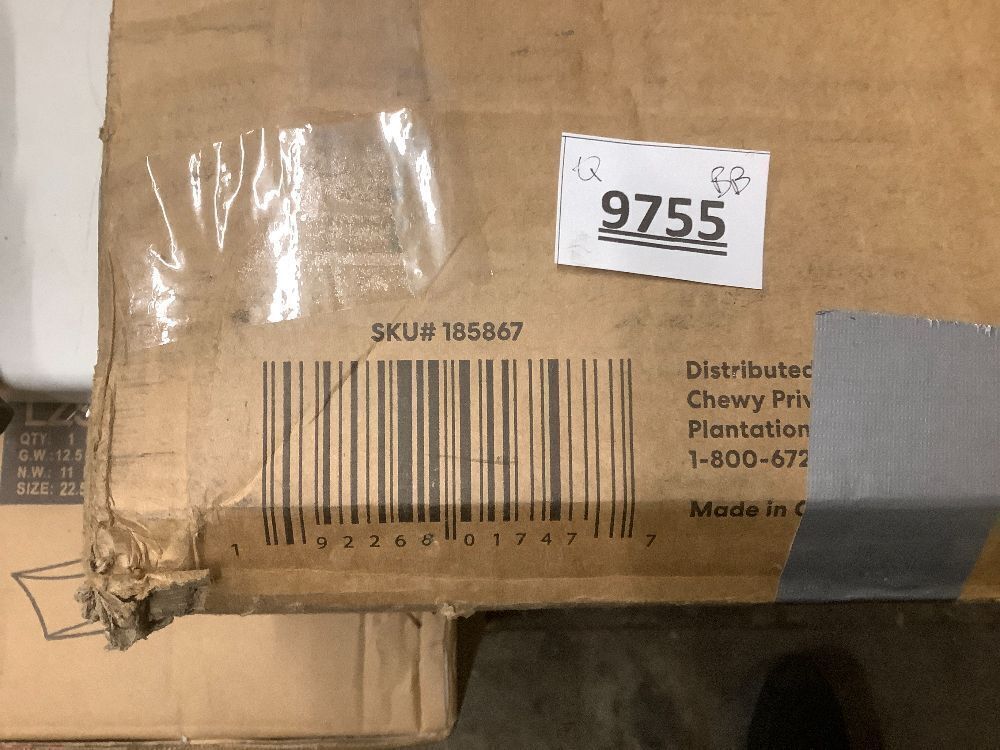 Q BB
9755
SKU# 185867
Distributed
Chewy Priv
Plantation
1-800-672
Made in
1 92268 01747 7
QTY: 1
G.W.:12.5
N.W.: 11
SIZE: 22.5